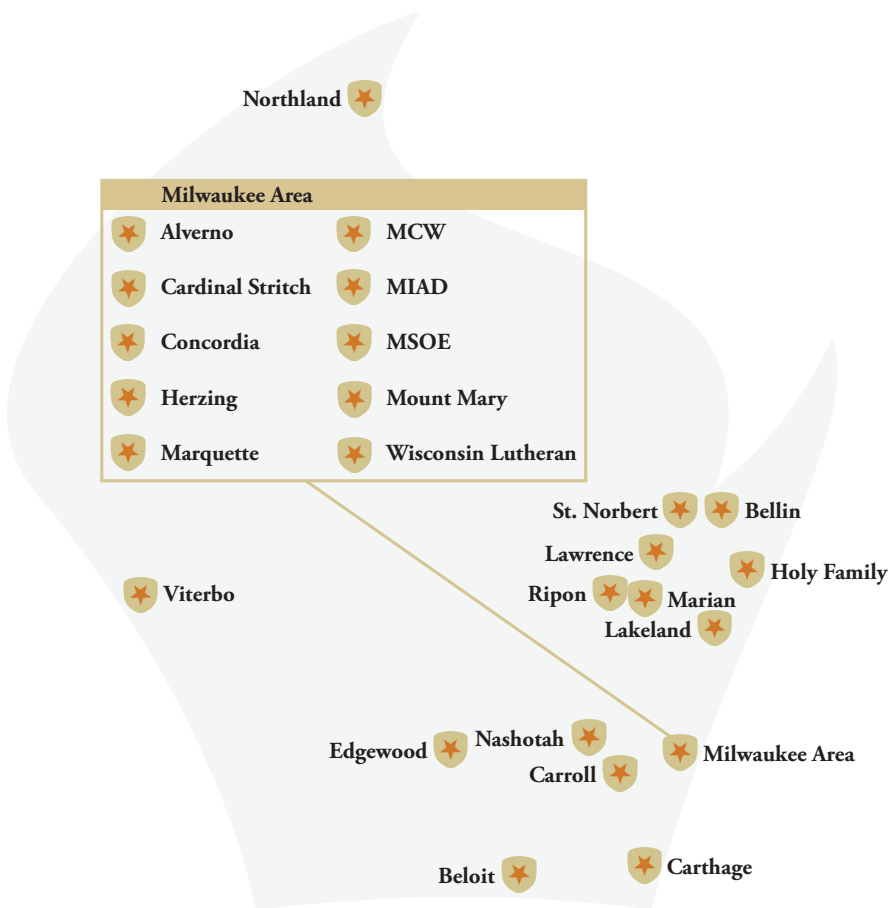 Northland
Milwaukee Area
Alverno
MCW
Cardinal Stritch
MIAD
Concordia
MSOE
Herzing
Mount Mary
Marquette
Wisconsin Lutheran
St. Norbert
Bellin
Lawrence
Holy Family
Viterbo
Ripon
Marian
Lakeland
Edgewood
Nashotah
Milwaukee Area
Carroll
Beloit
Carthage